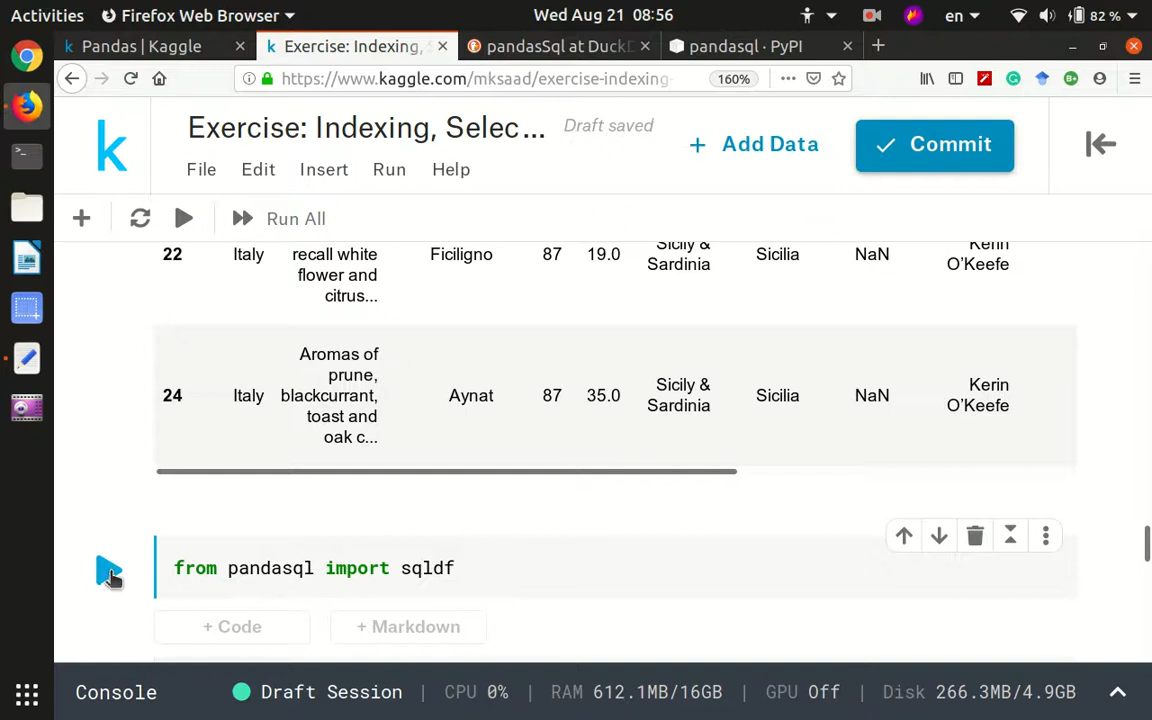 Activities Firefox Web Browser Wed Aug 21 08:56 en 82 %
Pandas | Kaggle Exercise: Indexing, pandasSql at DuckD pandasql · PyPI
https://www.kaggle.com/mksaad/exercise-indexing- 160%
k Exercise: Indexing, Selec... Draft saved + Add Data Commit
File Edit Insert Run Help
Run All
22 Italy recall white flower and citrus... Ficiligno 87 19.0 Sicily & Sardinia Sicilia NaN Kerin O'Keefe
24 Italy Aromas of prune, blackcurrant, toast and oak c... Aynat 87 35.0 Sicily & Sardinia Sicilia NaN Kerin O'Keefe
from pandasql import sqldf
+ Code + Markdown
Console Draft Session | CPU 0% | RAM 612.1MB/16GB | GPU Off | Disk 266.3MB/4.9GB